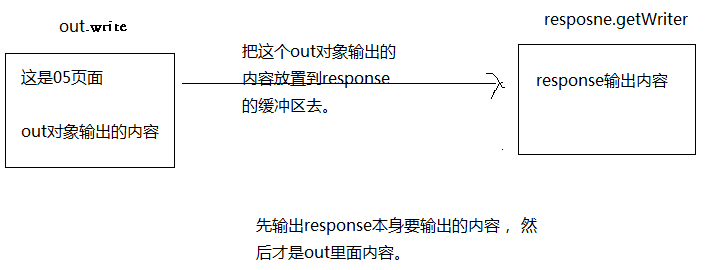 out.write
这是05页面
out对象输出的内容
把这个out对象输出的
内容放置到response
的缓冲区去。
resposne.getWriter
response输出内容
先输出response本身要输出的内容， 然
后才是out里面内容。